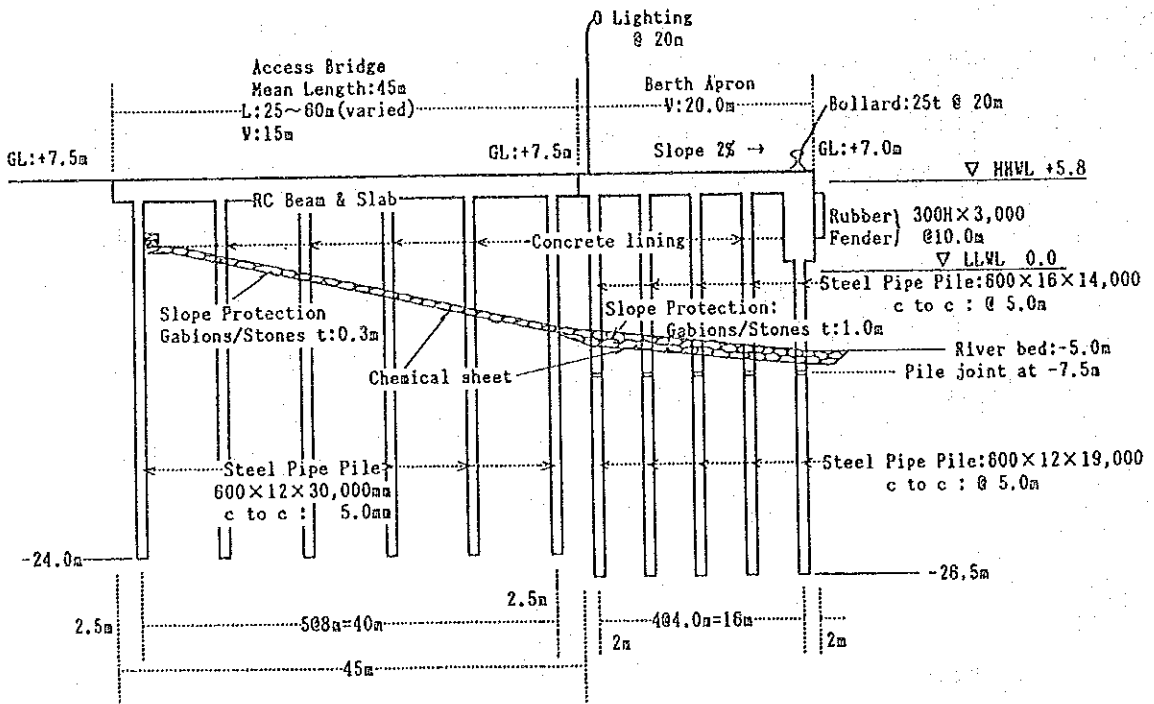 Lighting
@ 20m
Access Bridge
Mean Length:45m
L:25~60m(varied)
W:15m
Berth Apron
W:20.0m
Bollard:25t @ 20m
GL:+7.5m
GL:+7.5m
Slope 2% →
GL:+7.0m
▽ HHWL +5.8
RC Beam & Slab
Rubber
Fender
300H×3,000
@10.0m
Concrete lining
▽ LLWL 0.0
Steel Pipe Pile:600×16×14,000
c to c : @ 5.0m
Slope Protection
Gabions/Stones t:0.3m
Slope Protection:
Gabions/Stones t:1.0m
River bed:-5.0m
Chemical sheet
Pile joint at -7.5m
Steel Pipe Pile
600×12×30,000mm
c to c : 5.0mm
Steel Pipe Pile:600×12×19,000
c to c : @ 5.0m
-24.0m
-26.5m
2.5m
5@8m=40m
2.5m
4@4.0m=16m
2m
2m
45m